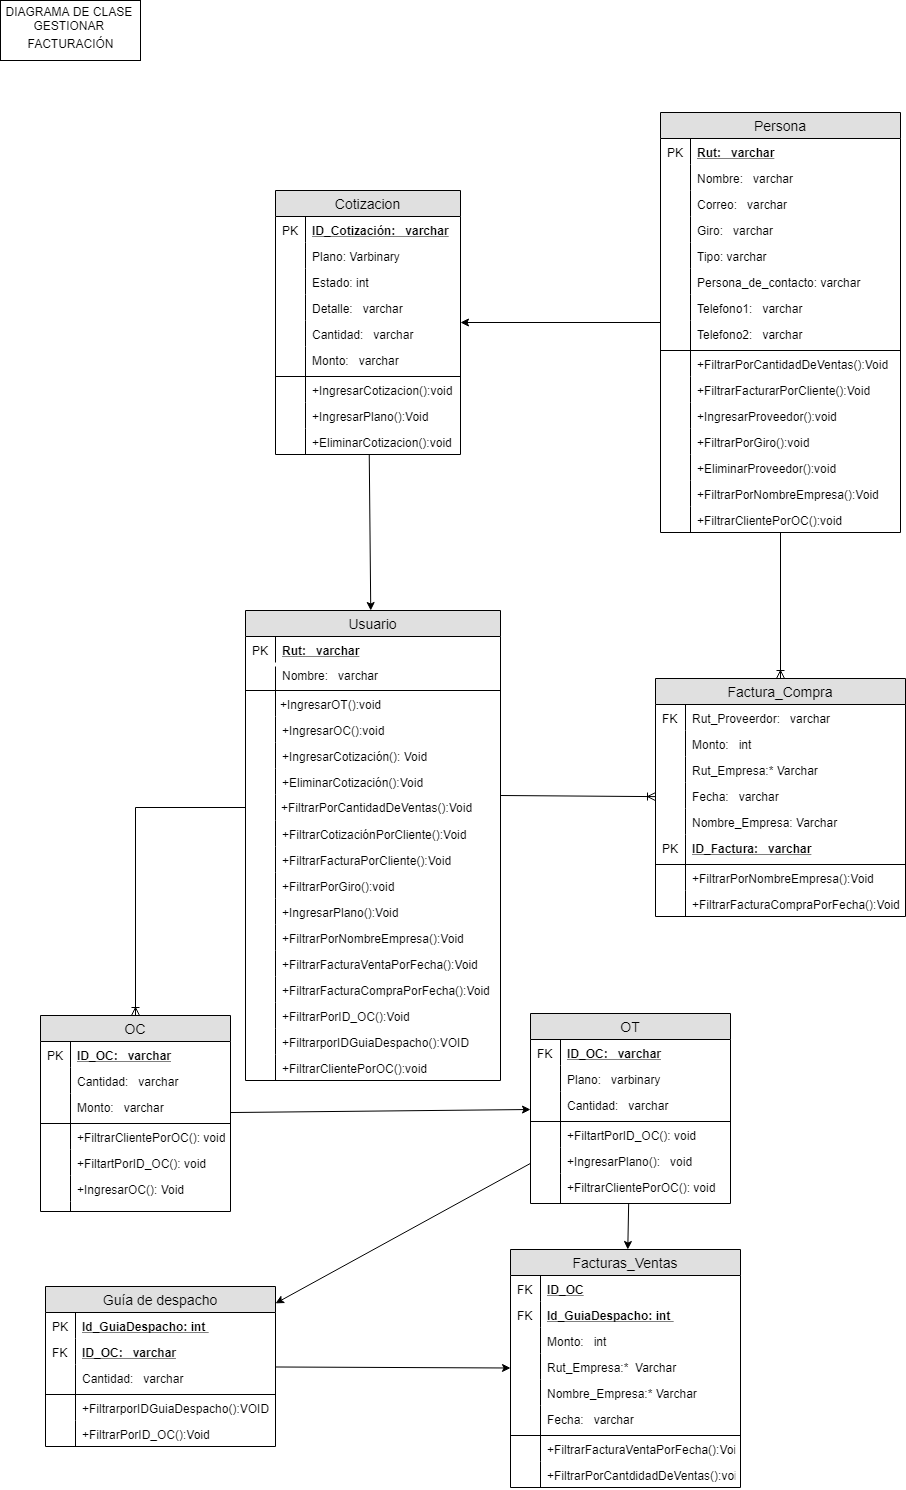 DIAGRAMA DE CLASE
GESTIONAR
FACTURACIÓN
Persona
PK Rut: varchar
Nombre: varchar
Correo: varchar
Giro: varchar
Tipo: varchar
Persona_de_contacto: varchar
Telefono1: varchar
Telefono2: varchar
+FiltrarPorCantidadDeVentas():Void
+FiltrarFacturarPorCliente():Void
+IngresarProveedor():void
+FiltrarPorGiro():void
+EliminarProveedor():void
+FiltrarPorNombreEmpresa():Void
+FiltrarClientePorOC():void
Cotizacion
PK ID_Cotización: varchar
Plano: Varbinary
Estado: int
Detalle: varchar
Cantidad: varchar
Monto: varchar
+IngresarCotizacion():void
+IngresarPlano():Void
+EliminarCotizacion():void
Usuario
PK Rut: varchar
Nombre: varchar
+IngresarOT():void
+IngresarOC():void
+IngresarCotización(): Void
+EliminarCotización():Void
+FiltrarPorCantidadDeVentas():Void
+FiltrarCotizaciónPorCliente():Void
+FiltrarFacturaPorCliente():Void
+FiltrarPorGiro():void
+IngresarPlano():Void
+FiltrarPorNombreEmpresa():Void
+FiltrarFacturaVentaPorFecha():Void
+FiltrarFacturaCompraPorFecha():Void
+FiltrarPorID_OC():Void
+FiltrarporIDGuiaDespacho():VOID
+FiltrarClientePorOC():void
Factura_Compra
FK Rut_Proveerdor: varchar
Monto: int
Rut_Empresa:* Varchar
Fecha: varchar
Nombre_Empresa: Varchar
PK ID_Factura: varchar
+FiltrarPorNombreEmpresa():Void
+FiltrarFacturaCompraPorFecha():Void
OC
PK ID_OC: varchar
Cantidad: varchar
Monto: varchar
+FiltrarClientePorOC(): void
+FiltartPorID_OC(): void
+IngresarOC(): Void
OT
FK ID_OC: varchar
Plano: varbinary
Cantidad: varchar
+FiltartPorID_OC(): void
+IngresarPlano(): void
+FiltrarClientePorOC(): void
Guía de despacho
PK Id_GuiaDespacho: int
FK ID_OC: varchar
Cantidad: varchar
+FiltrarporIDGuiaDespacho():VOID
+FiltrarPorID_OC():Void
Facturas_Ventas
FK ID_OC
FK Id_GuiaDespacho: int
Monto: int
Rut_Empresa:* Varchar
Nombre_Empresa:* Varchar
Fecha: varchar
+FiltrarFacturaVentaPorFecha():Voi
+FiltrarPorCantdidadDeVentas():voi